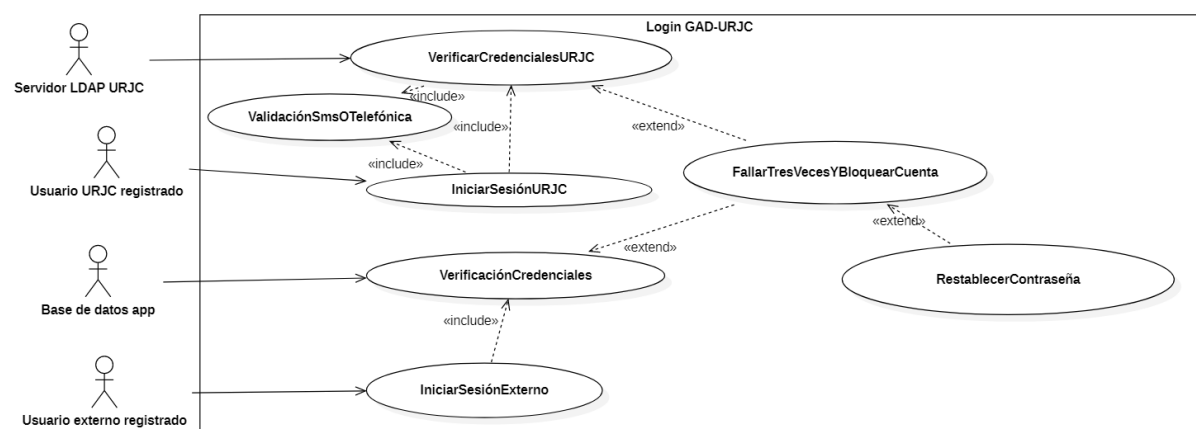 Login GAD-URJC
VerificarCredencialesURJC
Servidor LDAP URJC
«include»
ValidaciónSmsOTelefónica
«include»
«extend»
«include»
FallarTresVecesYBloquearCuenta
Usuario URJC registrado
IniciarSesiónURJC
«extend»
«extend»
VerificaciónCredenciales
RestablecerContraseña
Base de datos app
«include»
IniciarSesiónExterno
Usuario externo registrado